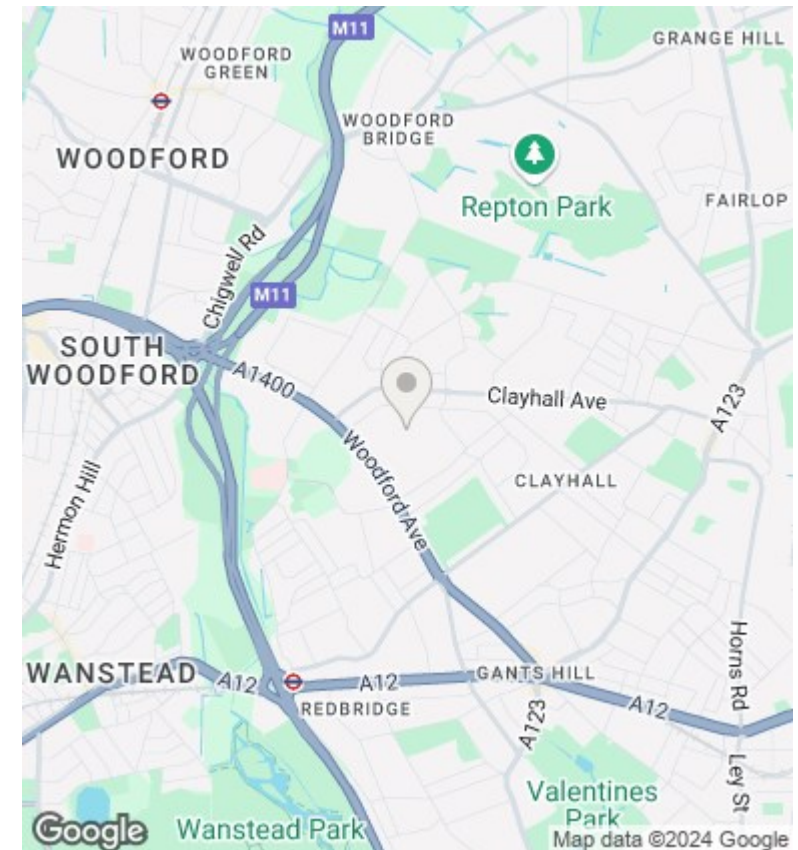 M11
WOODFORD
GREEN
GRANGE HILL
WOODFORD
BRIDGE
WOODFORD
Repton Park
FAIRLOP
Chigwell Rd
M11
SOUTH
WOODFORD
A1400
Clayhall Ave
A123
Woodford Ave
CLAYHALL
Hermon Hill
WANSTEAD
A12
A12
GANTS HILL
REDBRIDGE
A123
A12
Horns Rd
Ley St
Valentines
Park
Wanstead Park
Google
Map data ©2024 Google